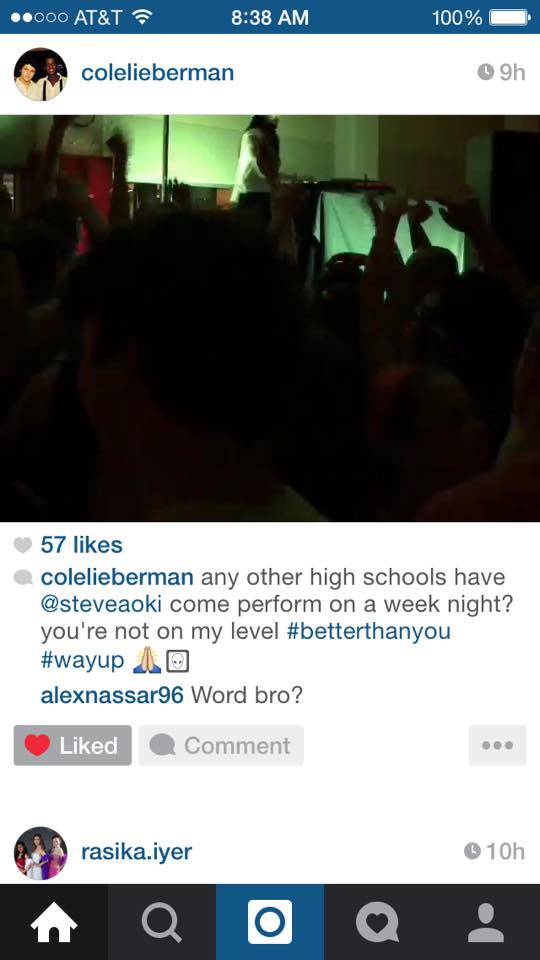 AT&T 8:38 AM 100%
colelieberman 9h
57 likes
colelieberman any other high schools have
@steveaoki come perform on a week night?
you're not on my level #betterthanyou
#wayup 🙏👽
alexnassar96 Word bro?
Liked Comment
rasika.iyer 10h